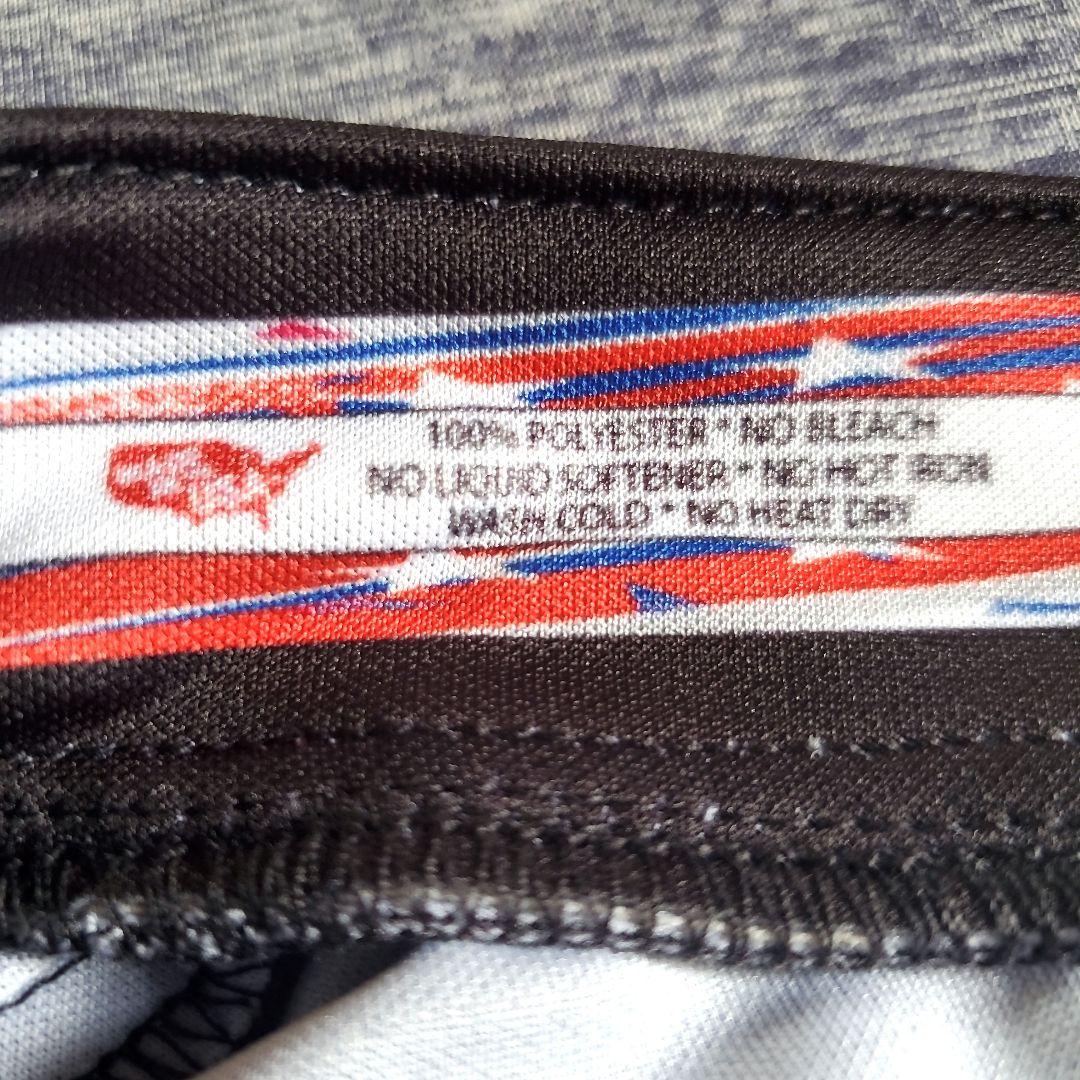 100% POLYESTER * NO BLEACH
NO LIQUID SOFTENER * NO HOT IRON
WASH COLD * NO HEAT DRY